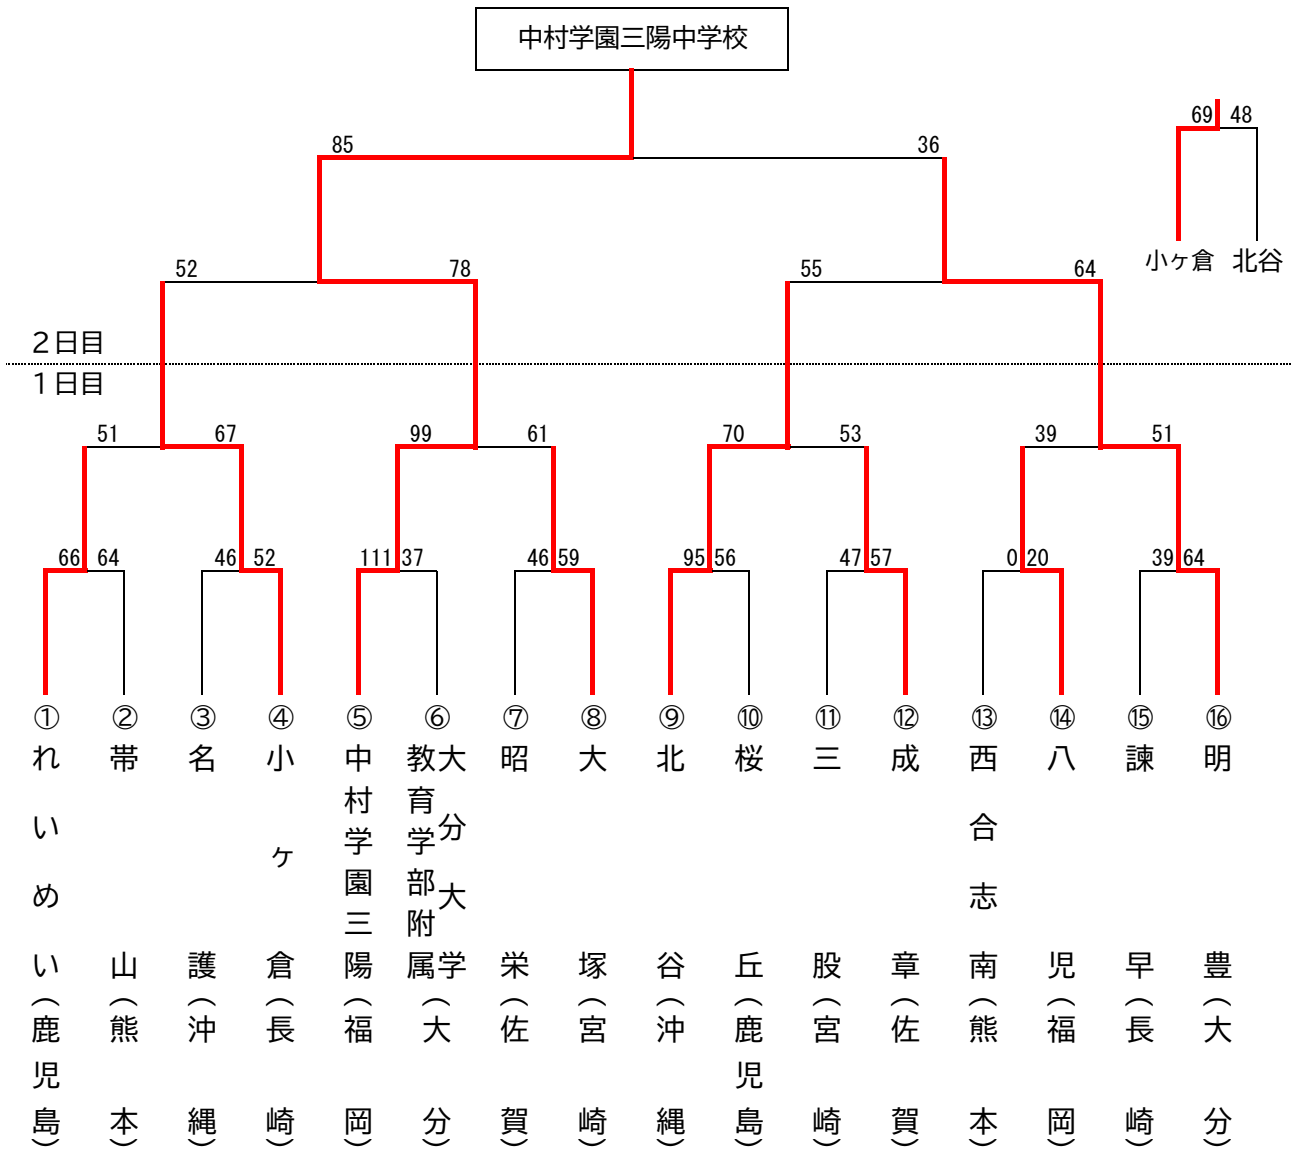 中村学園三陽中学校
85 36
69 48
小ヶ倉 北谷
52 78 55 64
２日目
１日目
51 67 99 61 70 53 39 51
66 64 46 52 111 37 46 59 95 56 47 57 0 20 39 64
① れいめい（鹿児島）
② 帯山（熊本）
③ 名護（沖縄）
④ 小ヶ倉（長崎）
⑤ 中村学園三陽（福岡）
⑥ 大分大学教育学部附属（大分）
⑦ 昭栄（佐賀）
⑧ 大塚（宮崎）
⑨ 北谷（沖縄）
⑩ 桜丘（鹿児島）
⑪ 三股（宮崎）
⑫ 成章（佐賀）
⑬ 西合志南（熊本）
⑭ 八児（福岡）
⑮ 諫早（長崎）
⑯ 明豊（大分）